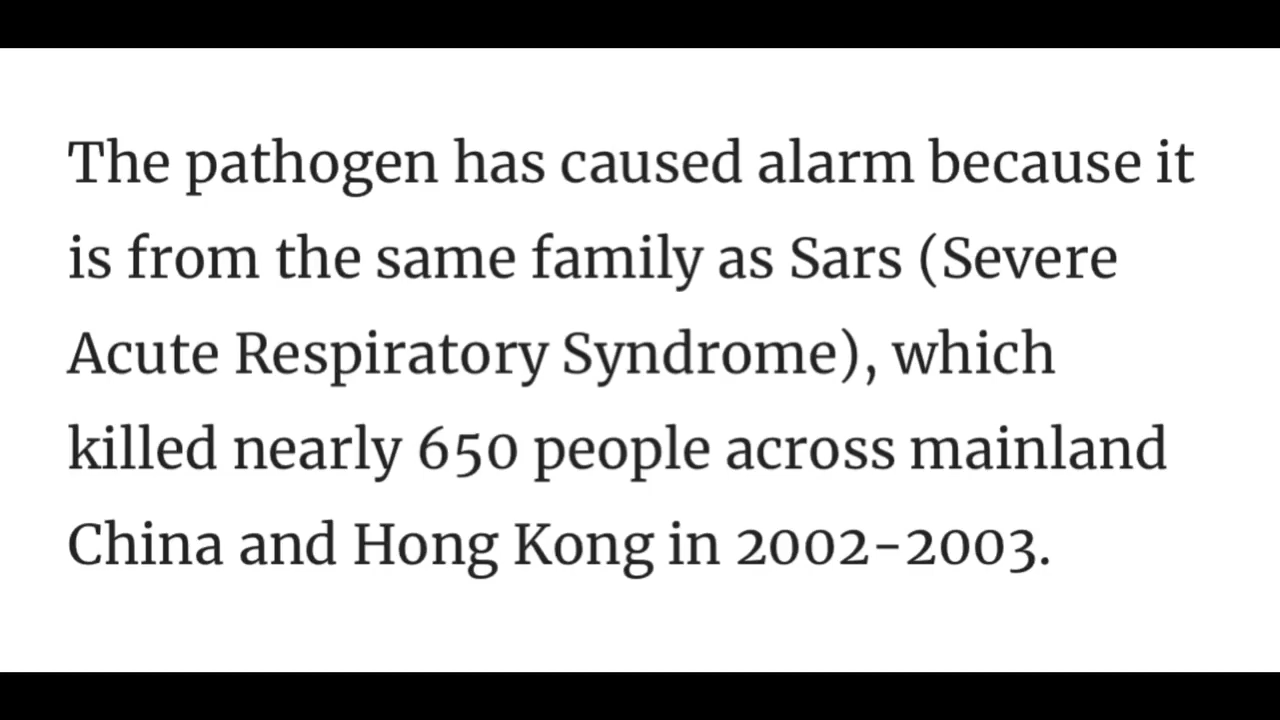 The pathogen has caused alarm because it
is from the same family as Sars (Severe
Acute Respiratory Syndrome), which
killed nearly 650 people across mainland
China and Hong Kong in 2002-2003.